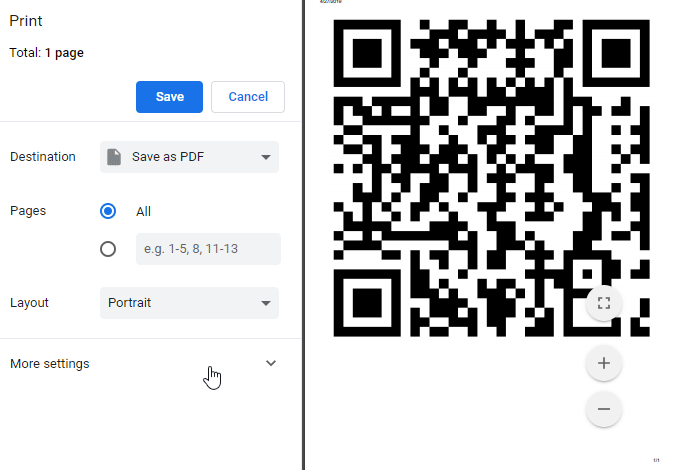 Print
Total: 1 page
Save
Cancel
Destination
Save as PDF
Pages
All
e.g. 1-5, 8, 11-13
Layout
Portrait
More settings
1/1